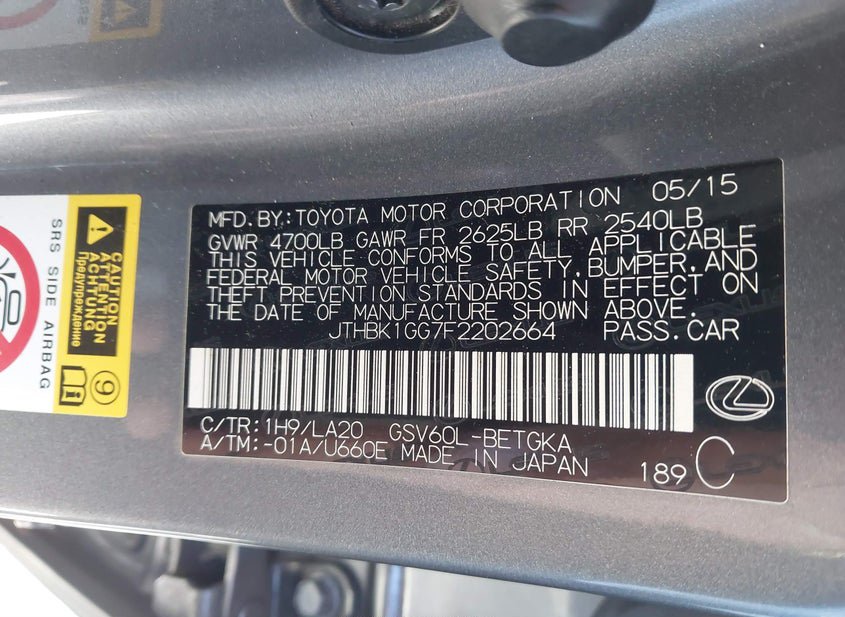 MFD.BY:TOYOTA MOTOR CORPORATION 05/15
GVWR 4700LB GAWR FR 2625LB RR 2540LB
THIS VEHICLE CONFORMS TO ALL APPLICABLE
FEDERAL MOTOR VEHICLE SAFETY,BUMPER,AND
THEFT PREVENTION STANDARDS IN EFFECT ON
THE DATE OF MANUFACTURE SHOWN ABOVE.
JTHBK1GG7F2202664 PASS.CAR
C/TR:1H9/LA20 GSV60L-BETGKA
A/TM:-01A/U660E MADE IN JAPAN
189 C
CAUTION
ATTENTION
ACHTUNG
Предупреждение
SRS SIDE AIRBAG
9